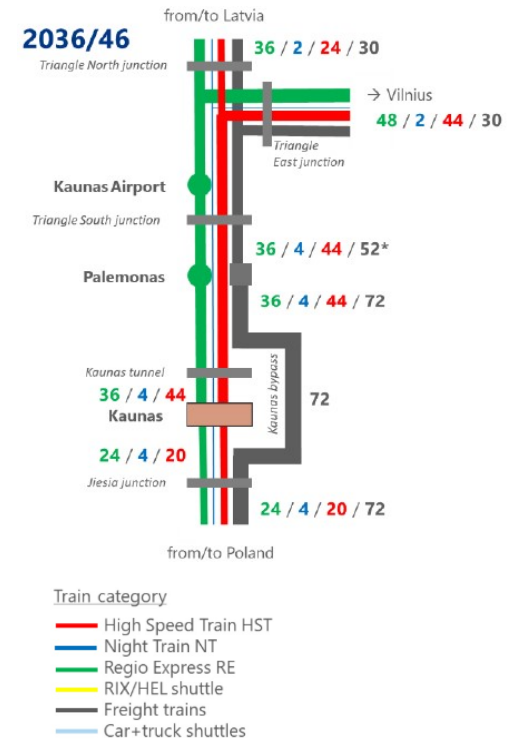 from/to Latvia
2036/46
36 / 2 / 24 / 30
Triangle North junction
→ Vilnius
48 / 2 / 44 / 30
Triangle
East junction
Kaunas Airport
Triangle South junction
36 / 4 / 44 / 52*
Palemonas
36 / 4 / 44 / 72
Kaunas tunnel
Kaunas bypass
36 / 4 / 44
72
Kaunas
24 / 4 / 20
Jiesia junction
24 / 4 / 20 / 72
from/to Poland
Train category
High Speed Train HST
Night Train NT
Regio Express RE
RIX/HEL shuttle
Freight trains
Car+truck shuttles